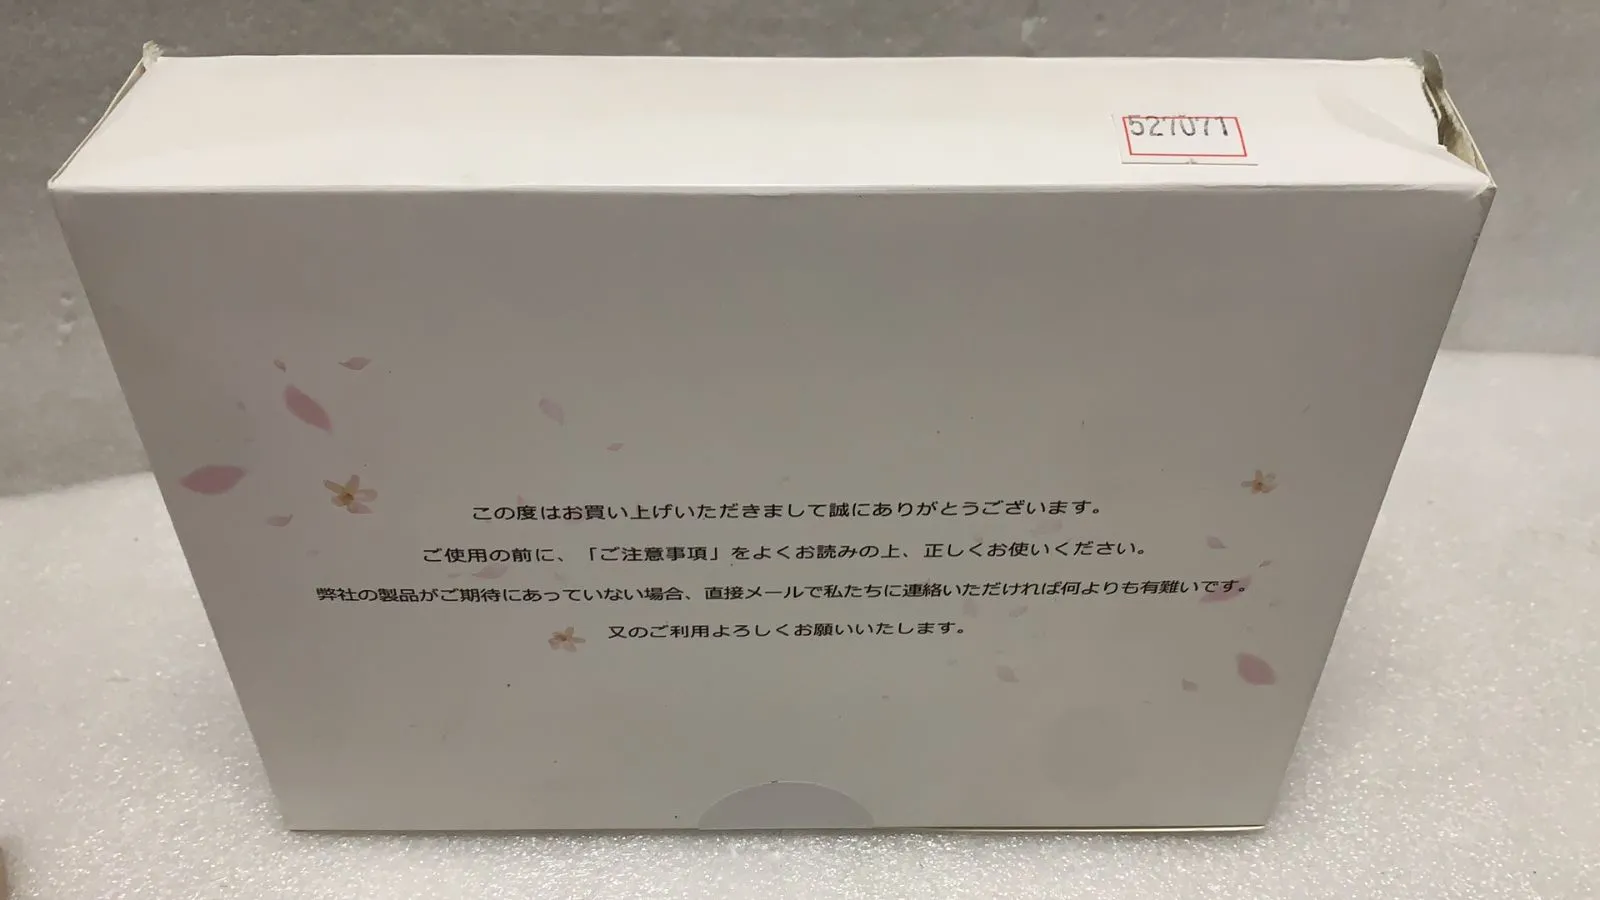 527071
この度はお買い上げいただきまして誠にありがとうございます。
ご使用の前に、「ご注意事項」をよくお読みの上、正しくお使いください。
弊社の製品がご期待にあっていない場合、直接メールで私たちに連絡いただければ何よりも有難いです。
又のご利用よろしくお願いいたします。